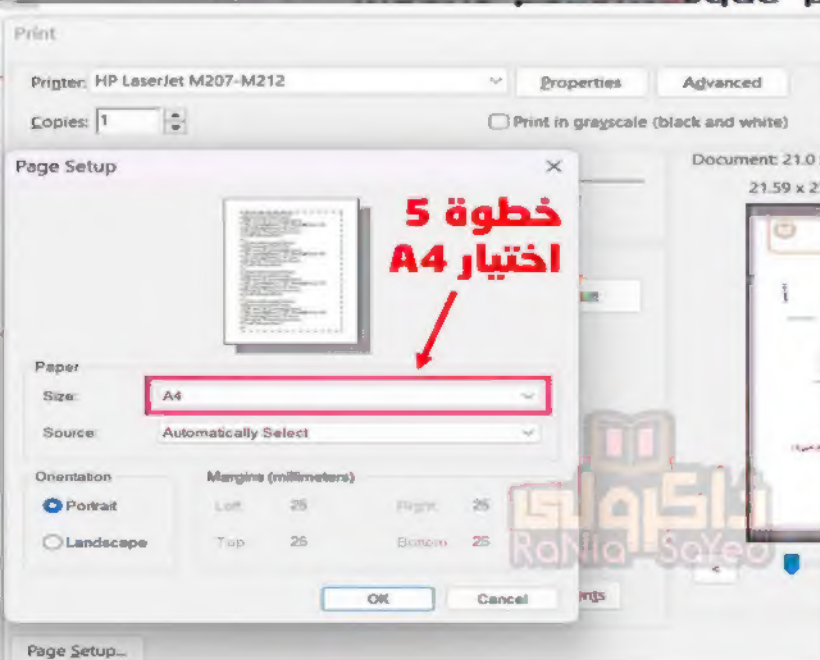 Print
Printer: HP LaserJet M207-M212
Properties
Advanced
Copies: 1
Print in grayscale (black and white)
Page Setup
Document: 21.0
21.59 x 2
خطوة 5
اختيار A4
Paper
Size: A4
Source: Automatically Select
Orientation
Portrait
Landscape
Margins (millimeters)
Left: 25 Right: 25
Top: 25 Bottom: 25
OK
Cancel
nts
ذاكرولي
RaNia SaYed
<
Page Setup...